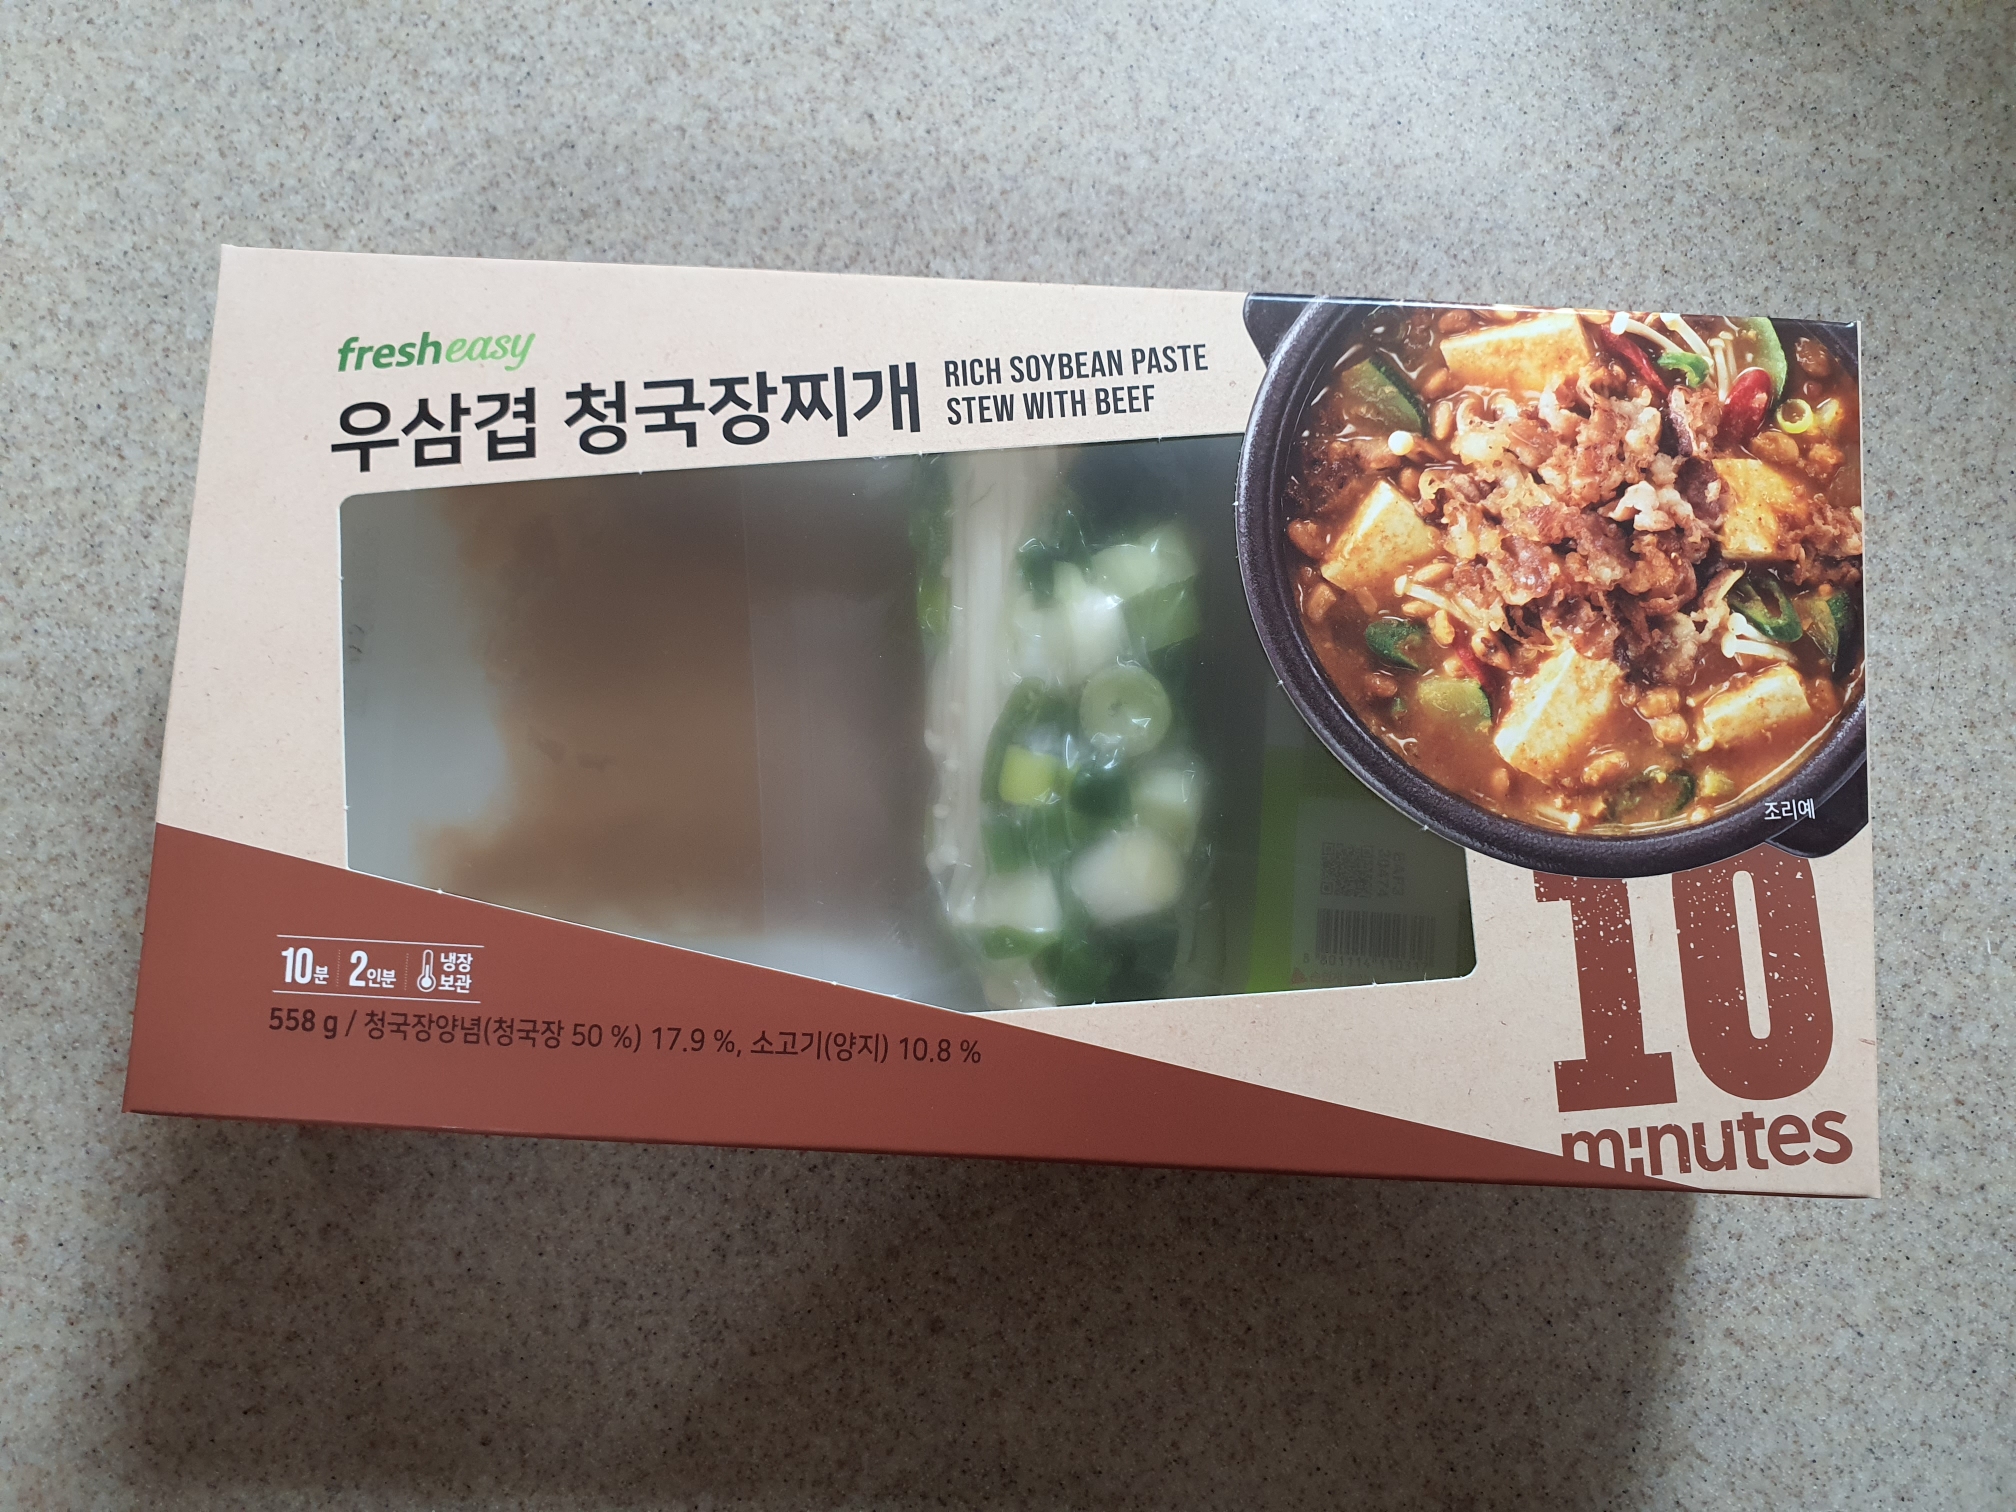 fresheasy
우삼겹 청국장찌개
RICH SOYBEAN PASTE
STEW WITH BEEF
조리예
10
minutes
10분 2인분 냉장
보관
558 g / 청국장양념(청국장 50 %) 17.9 %, 소고기(양지) 10.8 %